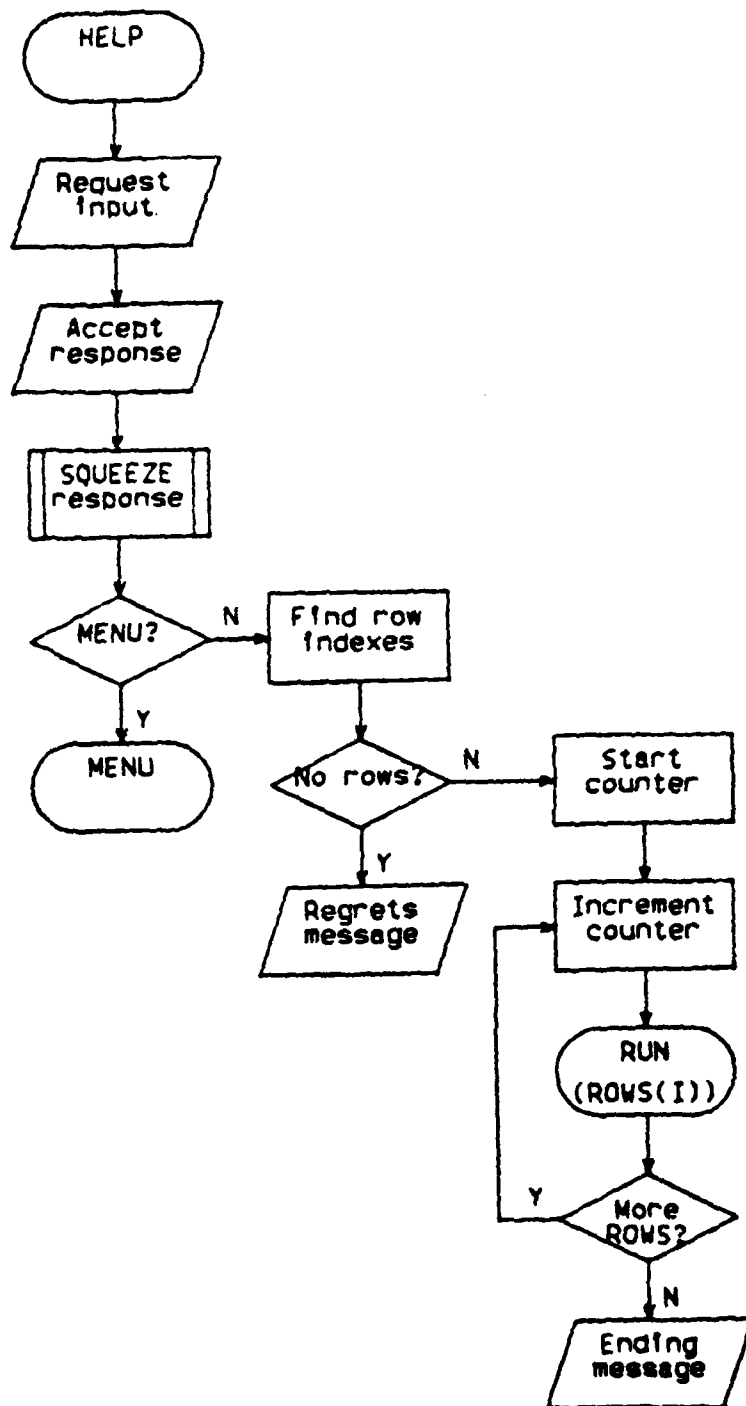 HELP
Request
input.
Accept
response
SQUEEZE
response
MENU?
N
Find row
indexes
Y
MENU
No rows?
N
Start
counter
Y
Regrets
message
Increment
counter
RUN
(ROWS(I))
Y
More
ROWS?
N
Ending
message